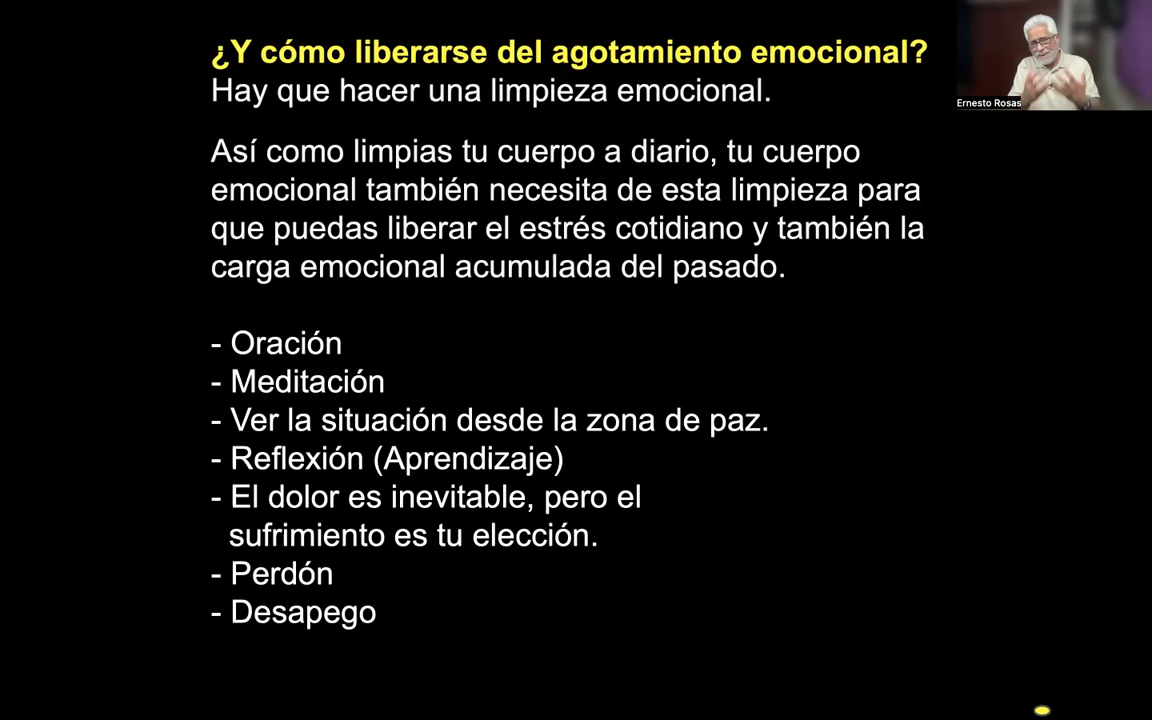 ¿Y cómo liberarse del agotamiento emocional?
Hay que hacer una limpieza emocional.
Ernesto Rosas
Así como limpias tu cuerpo a diario, tu cuerpo
emocional también necesita de esta limpieza para
que puedas liberar el estrés cotidiano y también la
carga emocional acumulada del pasado.
- Oración
- Meditación
- Ver la situación desde la zona de paz.
- Reflexión (Aprendizaje)
- El dolor es inevitable, pero el
sufrimiento es tu elección.
- Perdón
- Desapego